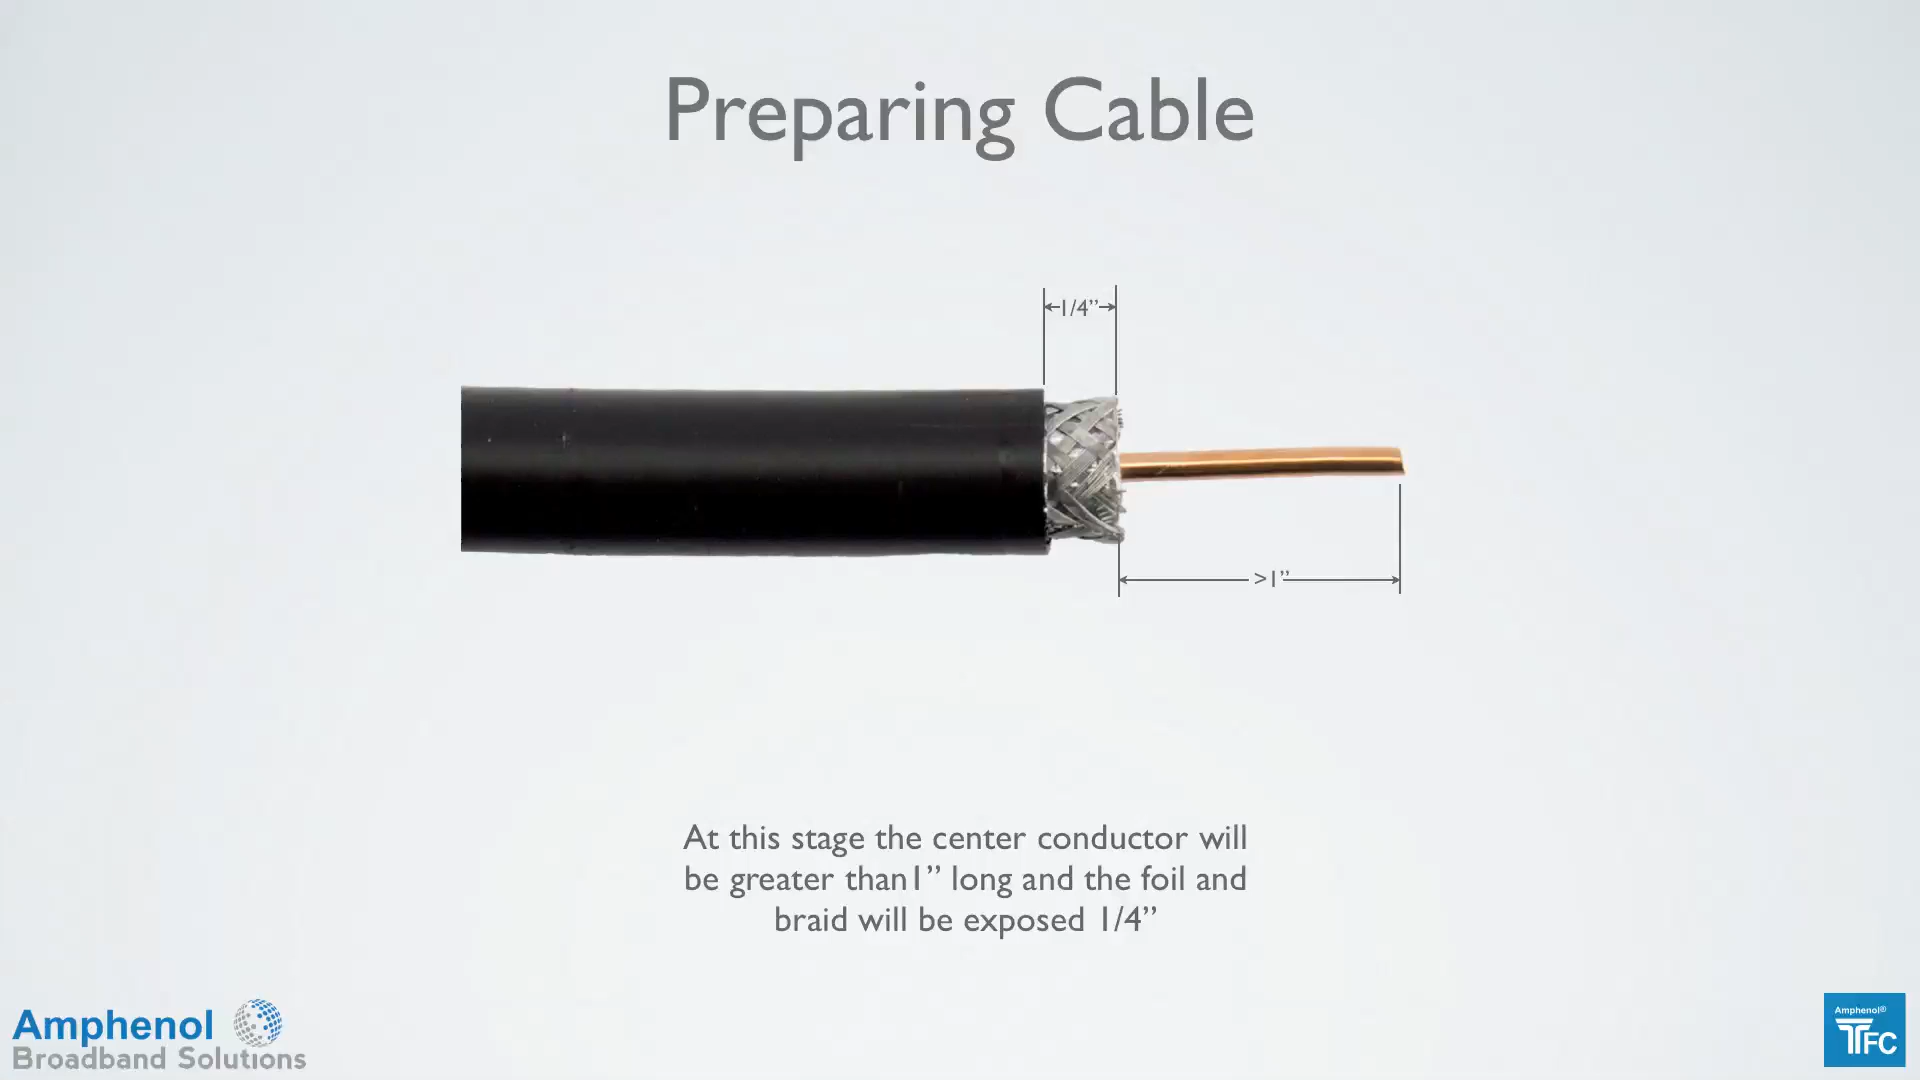 Preparing Cable
1/4”
>1”
At this stage the center conductor will
be greater than1” long and the foil and
braid will be exposed 1/4”
Amphenol
Broadband Solutions
Amphenol®
TFC